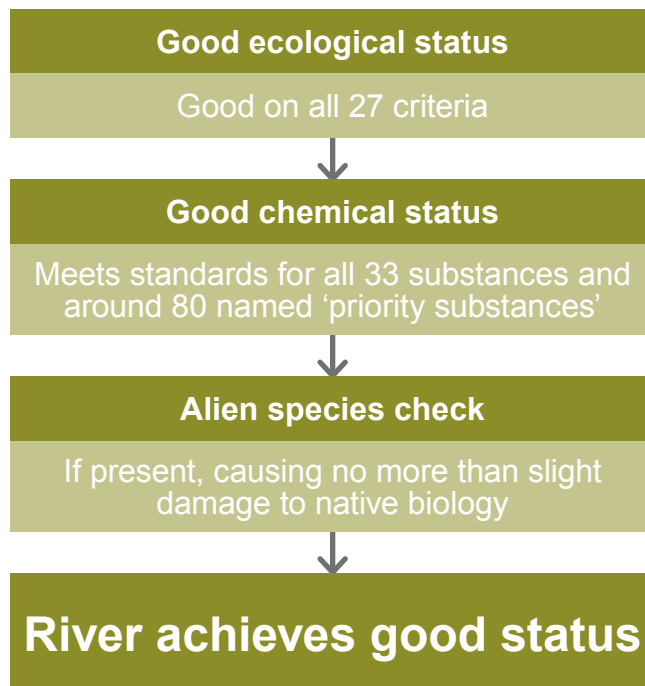 Good ecological status
Good on all 27 criteria
Good chemical status
Meets standards for all 33 substances and
around 80 named ‘priority substances’
Alien species check
If present, causing no more than slight
damage to native biology
River achieves good status